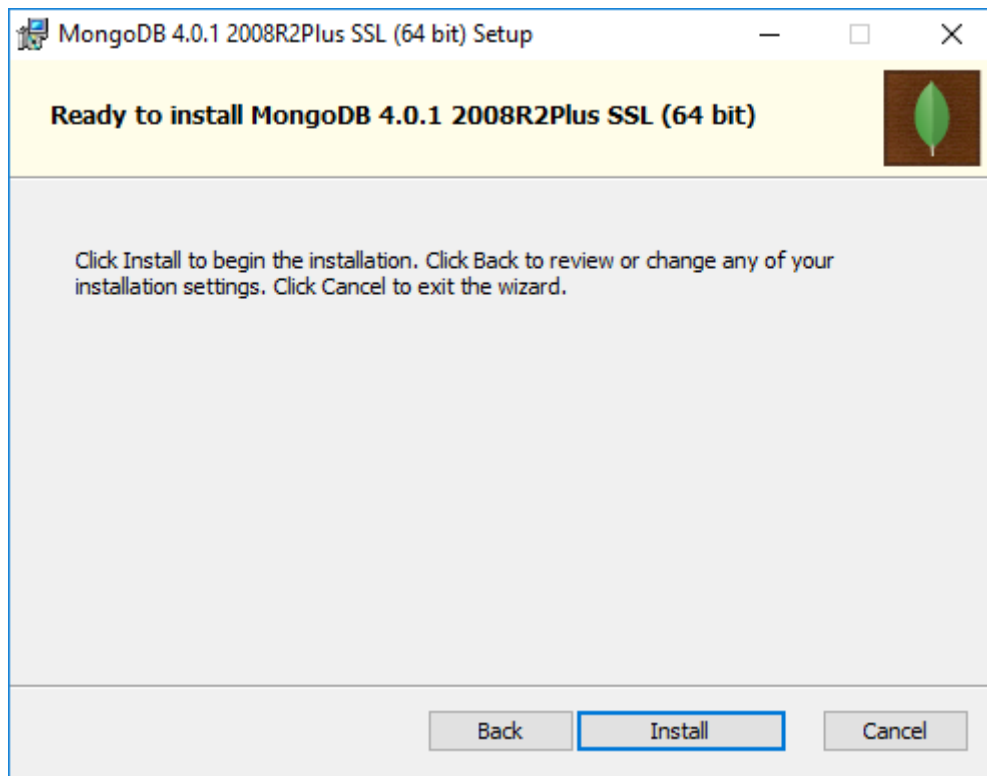 MongoDB 4.0.1 2008R2Plus SSL (64 bit) Setup
Ready to install MongoDB 4.0.1 2008R2Plus SSL (64 bit)
Click Install to begin the installation. Click Back to review or change any of your
installation settings. Click Cancel to exit the wizard.
Back Install Cancel